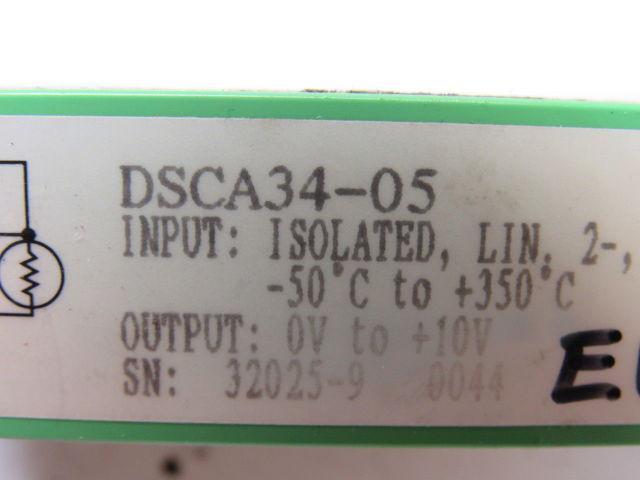 DSCA34-05
INPUT: ISOLATED, LIN. 2-,
-50°C to +350°C
OUTPUT: 0V to +10V
SN: 32025-9 0044